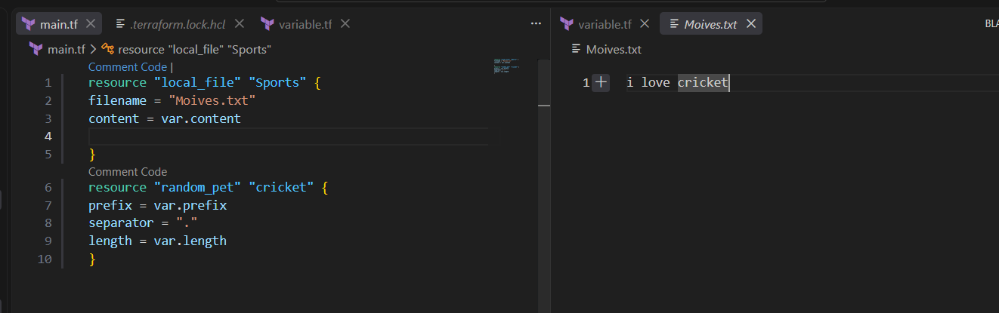 main.tf .terraform.lock.hcl variable.tf ...
main.tf > resource "local_file" "Sports"
Comment Code |
1 resource "local_file" "Sports" {
2 filename = "Moives.txt"
3 content = var.content
4
5 }
Comment Code
6 resource "random_pet" "cricket" {
7 prefix = var.prefix
8 separator = "."
9 length = var.length
10 }
variable.tf Moives.txt
Moives.txt
1 i love cricket